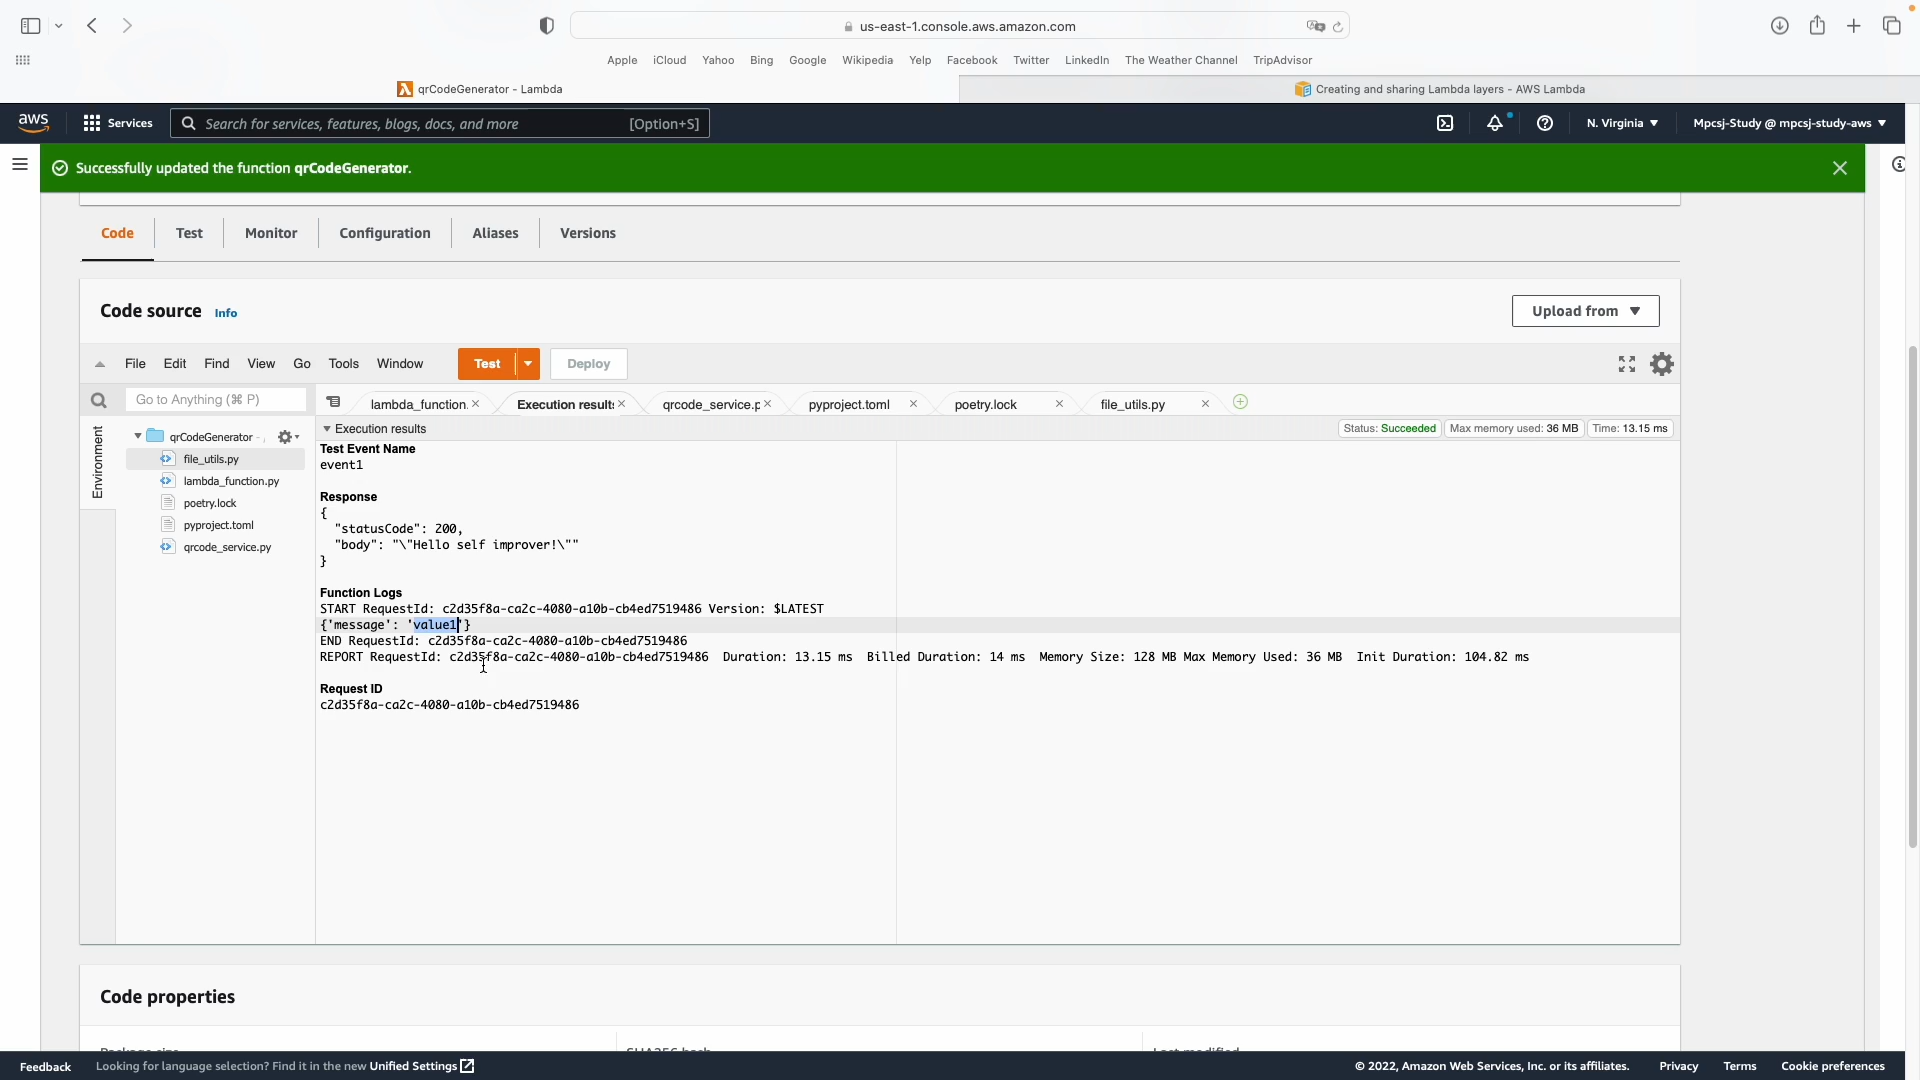 us-east-1.console.aws.amazon.com
Apple iCloud Yahoo Bing Google Wikipedia Yelp Facebook Twitter LinkedIn The Weather Channel TripAdvisor
qrCodeGenerator - Lambda
Creating and sharing Lambda layers - AWS Lambda
aws Services Search for services, features, blogs, docs, and more [Option+S] N. Virginia Mpcsj-Study @ mpcsj-study-aws
Successfully updated the function qrCodeGenerator.
Code Test Monitor Configuration Aliases Versions
Code source Info
Upload from
File Edit Find View Go Tools Window Test Deploy
Go to Anything (⌘ P)
lambda_function. Execution results qrcode_service.p pyproject.toml poetry.lock file_utils.py
Environment
qrCodeGenerator -
file_utils.py
lambda_function.py
poetry.lock
pyproject.toml
qrcode_service.py
Execution results
Status: Succeeded Max memory used: 36 MB Time: 13.15 ms
Test Event Name
event1
Response
{
"statusCode": 200,
"body": "\"Hello self improver!\""
}
Function Logs
START RequestId: c2d35f8a-ca2c-4080-a10b-cb4ed7519486 Version: $LATEST
{'message': 'value1'}
END RequestId: c2d35f8a-ca2c-4080-a10b-cb4ed7519486
REPORT RequestId: c2d35f8a-ca2c-4080-a10b-cb4ed7519486 Duration: 13.15 ms Billed Duration: 14 ms Memory Size: 128 MB Max Memory Used: 36 MB Init Duration: 104.82 ms
Request ID
c2d35f8a-ca2c-4080-a10b-cb4ed7519486
Code properties
Feedback Looking for language selection? Find it in the new Unified Settings
© 2022, Amazon Web Services, Inc. or its affiliates. Privacy Terms Cookie preferences